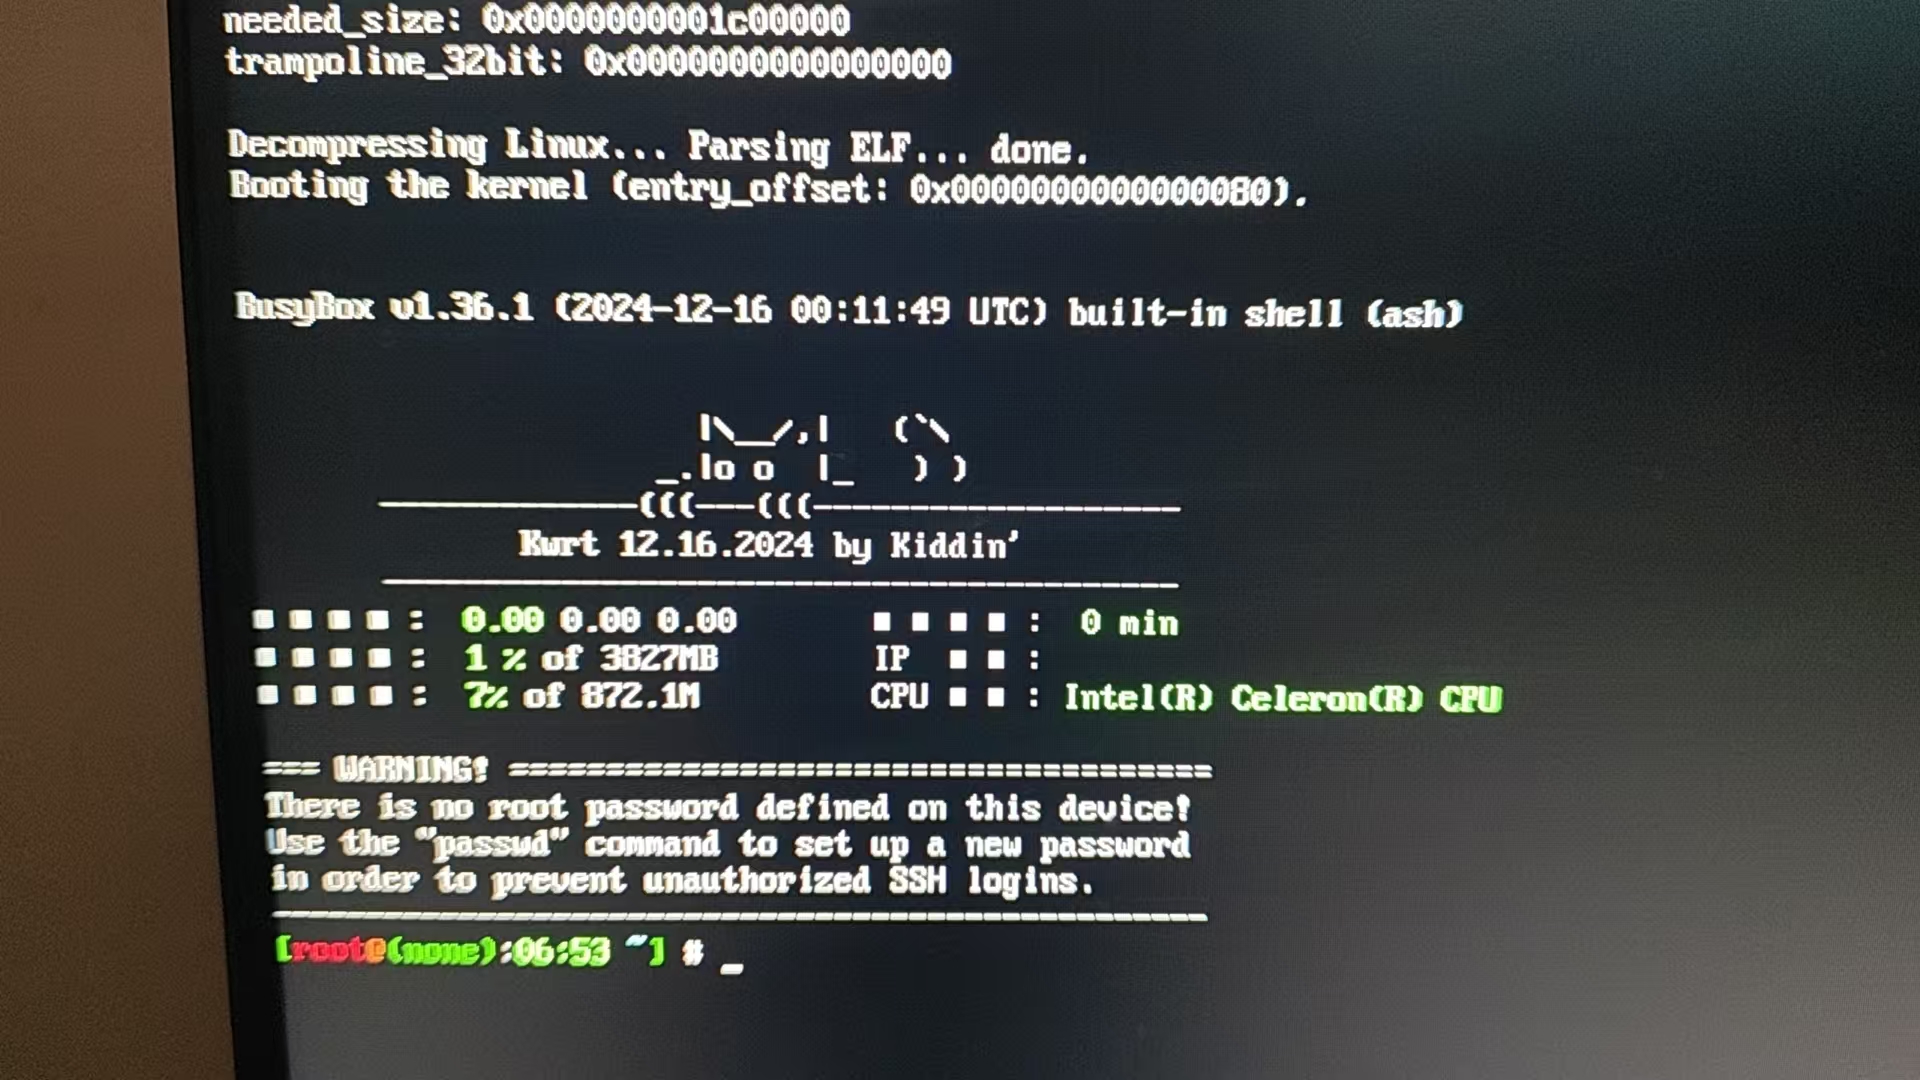 needed_size: 0x0000000001c00000
trampoline_32bit: 0x0000000000000000
Decompressing Linux... Parsing ELF... done.
Booting the kernel (entry_offset: 0x0000000000000080).
BusyBox v1.36.1 (2024-12-16 00:11:49 UTC) built-in shell (ash)
|\__/,|   (`\
_.|o o  |_   ) )
-------------(((---(((-------------------
Kwrt 12.16.2024 by Kiddin'
-----------------------------------------
■ ■ ■ ■ :  0.00 0.00 0.00       ■ ■ ■ ■ :  0 min
■ ■ ■ ■ :  1 % of 3827MB        IP  ■ ■ :
■ ■ ■ ■ :  7% of 872.1M         CPU ■ ■ : Intel(R) Celeron(R) CPU
=== WARNING! =====================================
There is no root password defined on this device!
Use the "passwd" command to set up a new password
in order to prevent unauthorized SSH logins.
--------------------------------------------------
[root@(none):06:53 ~] # _